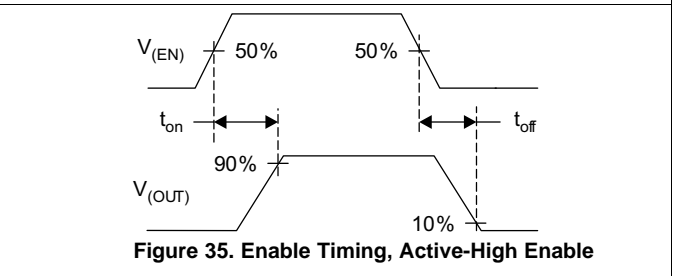 V(EN)
50%
50%
ton
toff
90%
V(OUT)
10%
Figure 35. Enable Timing, Active-High Enable